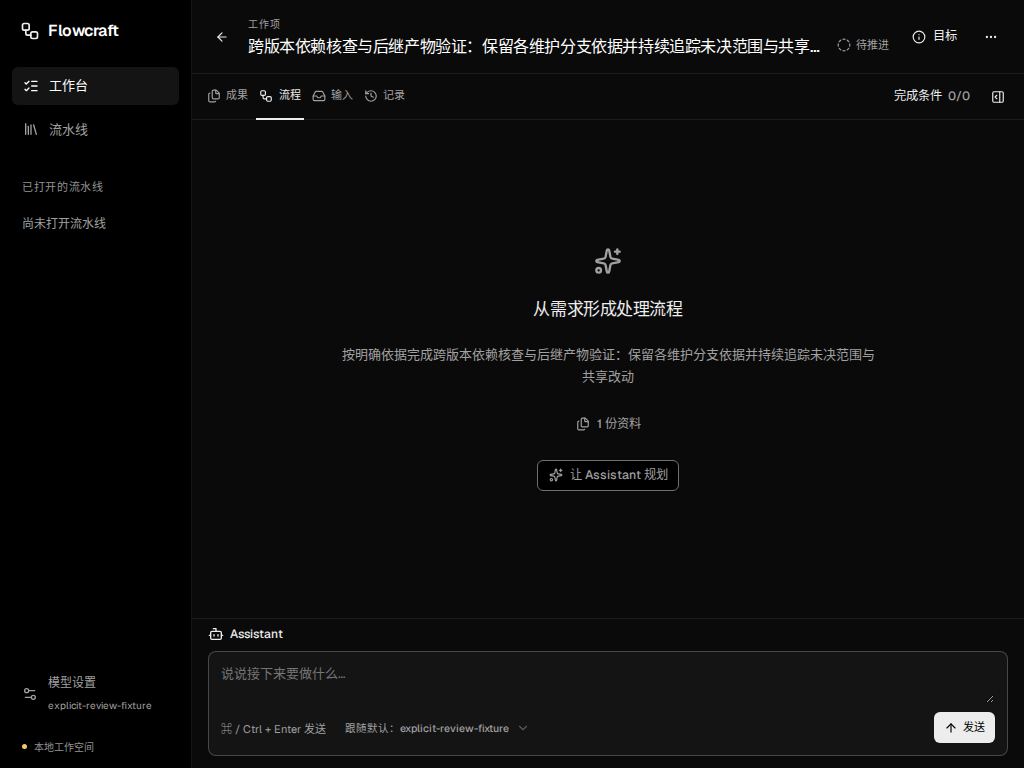 Flowcraft
工作台
流水线
已打开的流水线
尚未打开流水线
模型设置
explicit-review-fixture
本地工作空间
工作项
跨版本依赖核查与后继产物验证：保留各维护分支依据并持续追踪未决范围与共享...
待推进
目标
成果
流程
输入
记录
完成条件 0/0
从需求形成处理流程
按明确依据完成跨版本依赖核查与后继产物验证：保留各维护分支依据并持续追踪未决范围与
共享改动
1 份资料
让 Assistant 规划
Assistant
说说接下来要做什么...
⌘ / Ctrl + Enter 发送
跟随默认：explicit-review-fixture
发送